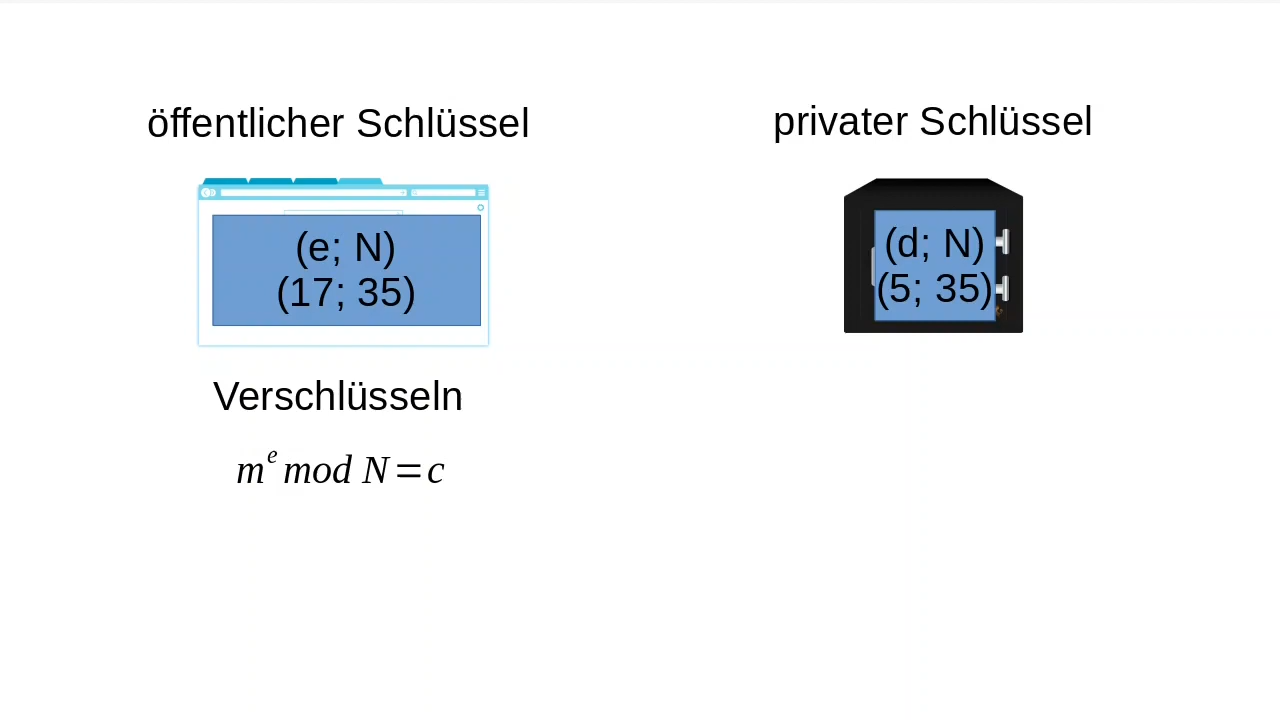 öffentlicher Schlüssel
(e; N)
(17; 35)
Verschlüsseln
m^e mod N = c
privater Schlüssel
(d; N)
(5; 35)